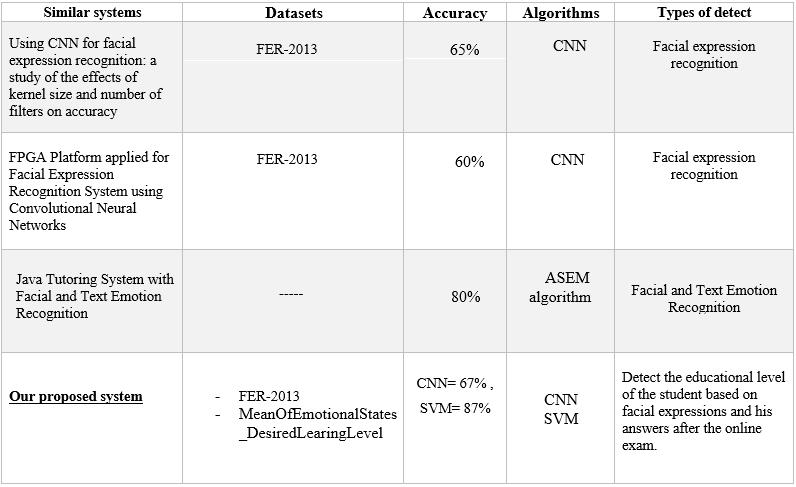 Similar systems
Datasets
Accuracy
Algorithms
Types of detect
Using CNN for facial
expression recognition: a
study of the effects of
kernel size and number of
filters on accuracy
FER-2013
65%
CNN
Facial expression
recognition
FPGA Platform applied for
Facial Expression
Recognition System using
Convolutional Neural
Networks
FER-2013
60%
CNN
Facial expression
recognition
Java Tutoring System with
Facial and Text Emotion
Recognition
-----
80%
ASEM
algorithm
Facial and Text Emotion
Recognition
Our proposed system
- FER-2013
- MeanOfEmotionalStates
_DesiredLearingLevel
CNN= 67% ,
SVM= 87%
CNN
SVM
Detect the educational level
of the student based on
facial expressions and his
answers after the online
exam.